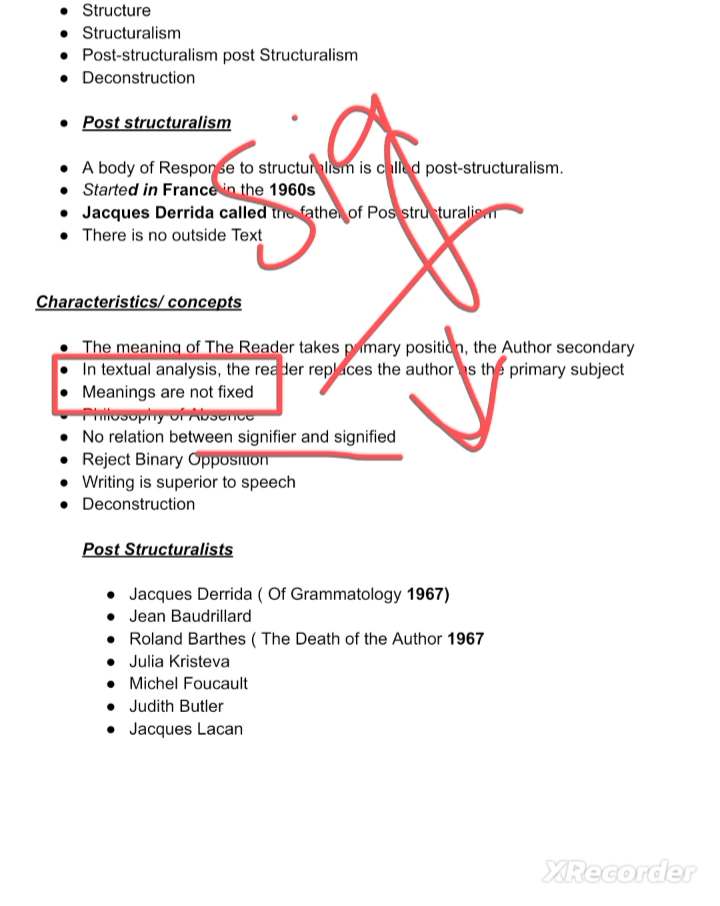 Structure
Structuralism
Post-structuralism post Structuralism
Deconstruction
Post structuralism
A body of Response to structuralism is called post-structuralism.
Started in France in the 1960s
Jacques Derrida called the father of Poststructuralism
There is no outside Text
Sig
Characteristics/ concepts
The meaning of The Reader takes primary position, the Author secondary
In textual analysis, the reader replaces the author as the primary subject
Meanings are not fixed
Philosophy of Absence
No relation between signifier and signified
Reject Binary Opposition
Writing is superior to speech
Deconstruction
Post Structuralists
Jacques Derrida ( Of Grammatology 1967)
Jean Baudrillard
Roland Barthes ( The Death of the Author 1967
Julia Kristeva
Michel Foucault
Judith Butler
Jacques Lacan
XRecorder